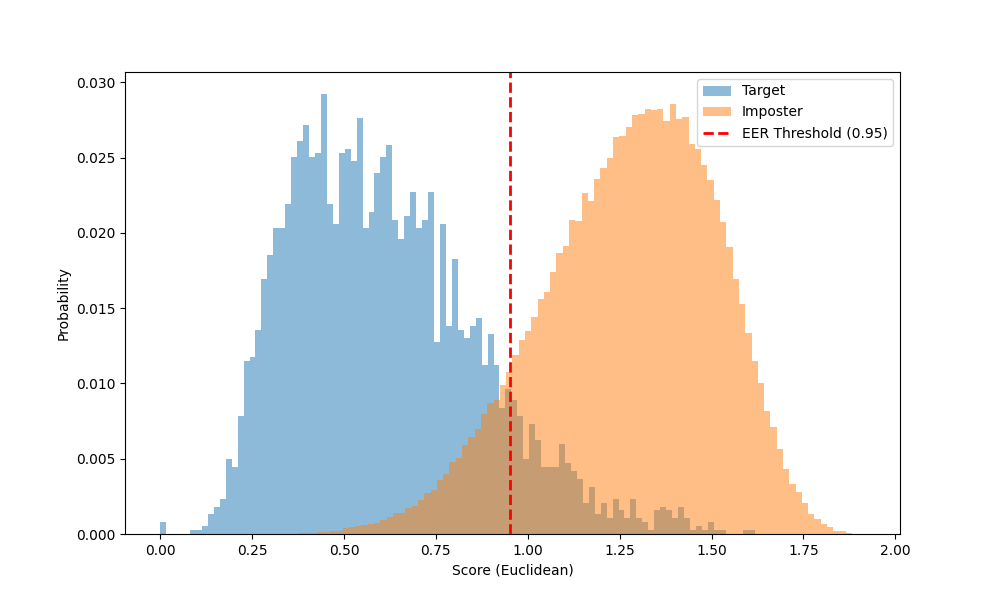 Target
Imposter
EER Threshold (0.95)
0.030
0.025
0.020
0.015
0.010
0.005
0.000
Probability
0.00 0.25 0.50 0.75 1.00 1.25 1.50 1.75 2.00
Score (Euclidean)